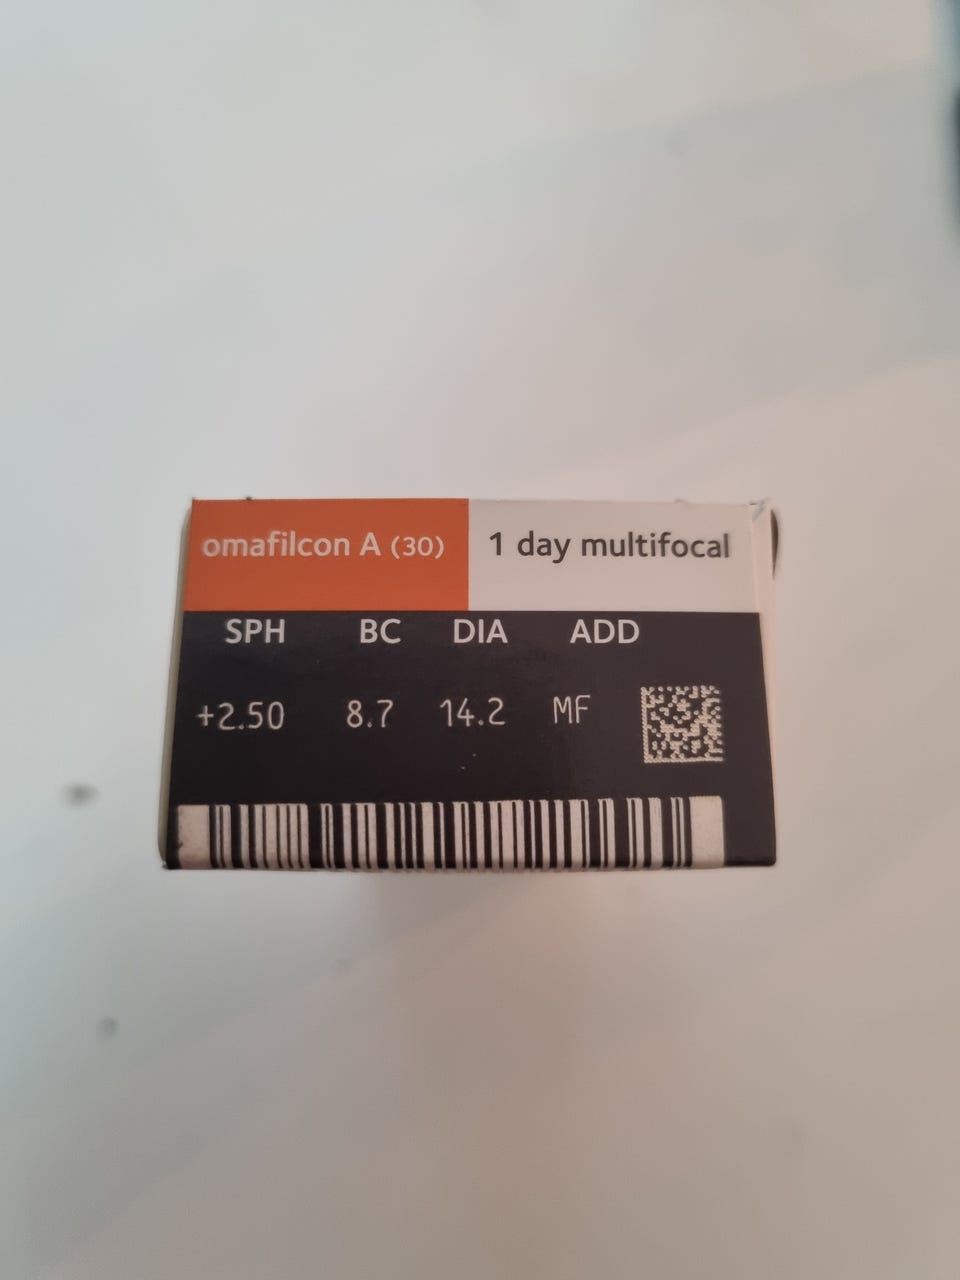 omafilcon A (30) 1 day multifocal
SPH BC DIA ADD
+2.50 8.7 14.2 MF